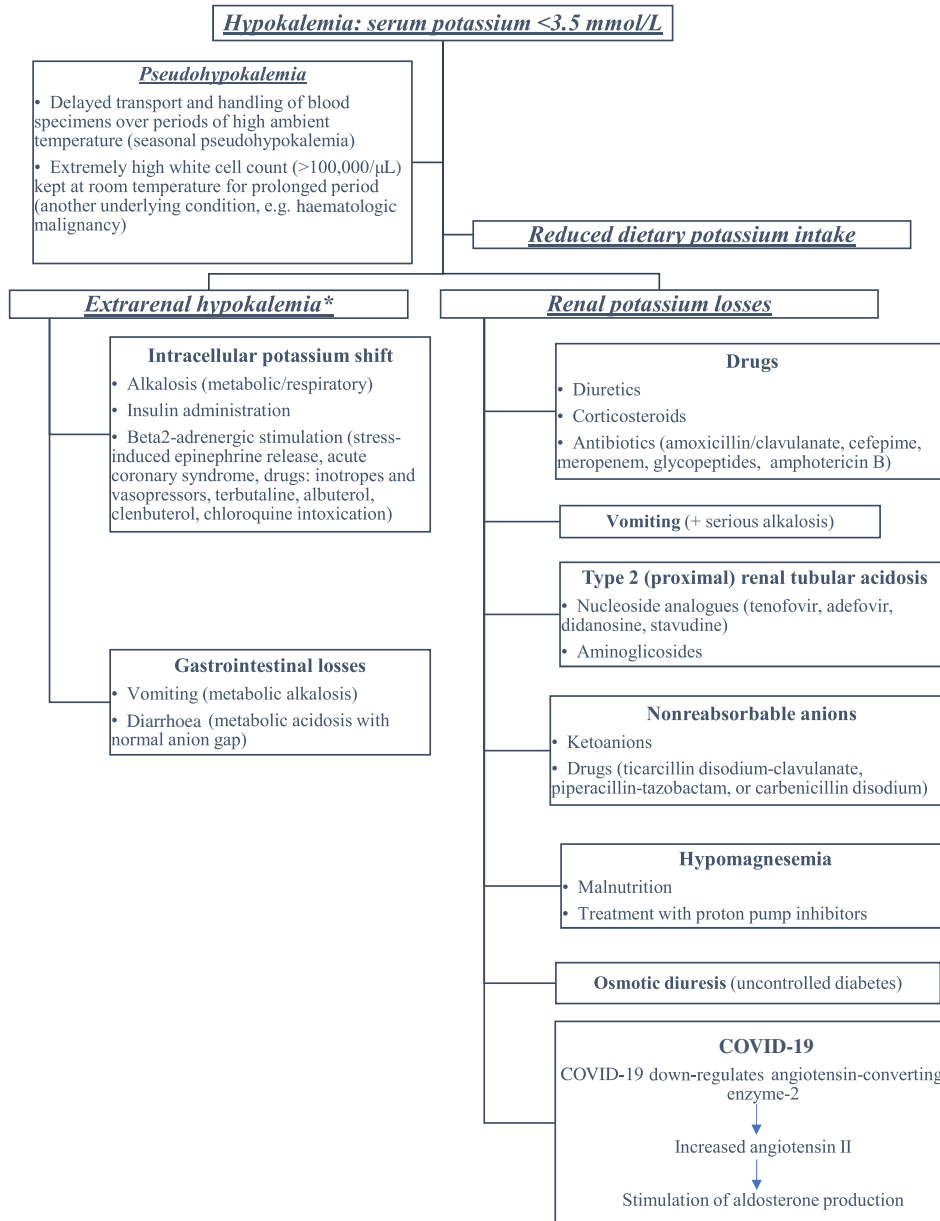 Hypokalemia: serum potassium <3.5 mmol/L
Pseudohypokalemia
• Delayed transport and handling of blood
specimens over periods of high ambient
temperature (seasonal pseudohypokalemia)
• Extremely high white cell count (>100,000/μL)
kept at room temperature for prolonged period
(another underlying condition, e.g. haematologic
malignancy)
Reduced dietary potassium intake
Extrarenal hypokalemia*
Intracellular potassium shift
• Alkalosis (metabolic/respiratory)
• Insulin administration
• Beta2-adrenergic stimulation (stress-
induced epinephrine release, acute
coronary syndrome, drugs: inotropes and
vasopressors, terbutaline, albuterol,
clenbuterol, chloroquine intoxication)
Gastrointestinal losses
• Vomiting (metabolic alkalosis)
• Diarrhoea (metabolic acidosis with
normal anion gap)
Renal potassium losses
Drugs
• Diuretics
• Corticosteroids
• Antibiotics (amoxicillin/clavulanate, cefepime,
meropenem, glycopeptides, amphotericin B)
Vomiting (+ serious alkalosis)
Type 2 (proximal) renal tubular acidosis
• Nucleoside analogues (tenofovir, adefovir,
didanosine, stavudine)
• Aminoglicosides
Nonreabsorbable anions
• Ketoanions
• Drugs (ticarcillin disodium-clavulanate,
piperacillin-tazobactam, or carbenicillin disodium)
Hypomagnesemia
• Malnutrition
• Treatment with proton pump inhibitors
Osmotic diuresis (uncontrolled diabetes)
COVID-19
COVID-19 down-regulates angiotensin-converting
enzyme-2
Increased angiotensin II
Stimulation of aldosterone production